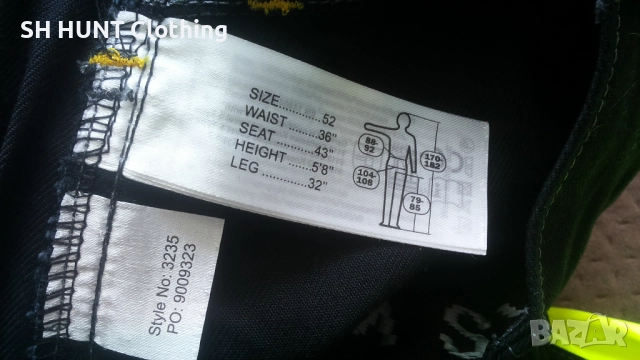 SH HUNT Clothing
SIZE..........52
WAIST .......36"
SEAT ..........43"
HEIGHT .......5'8"
LEG ............32"
88-
92
170-
182
104-
108
79-
85
Style No: 3235
PO: 9009323
bazar